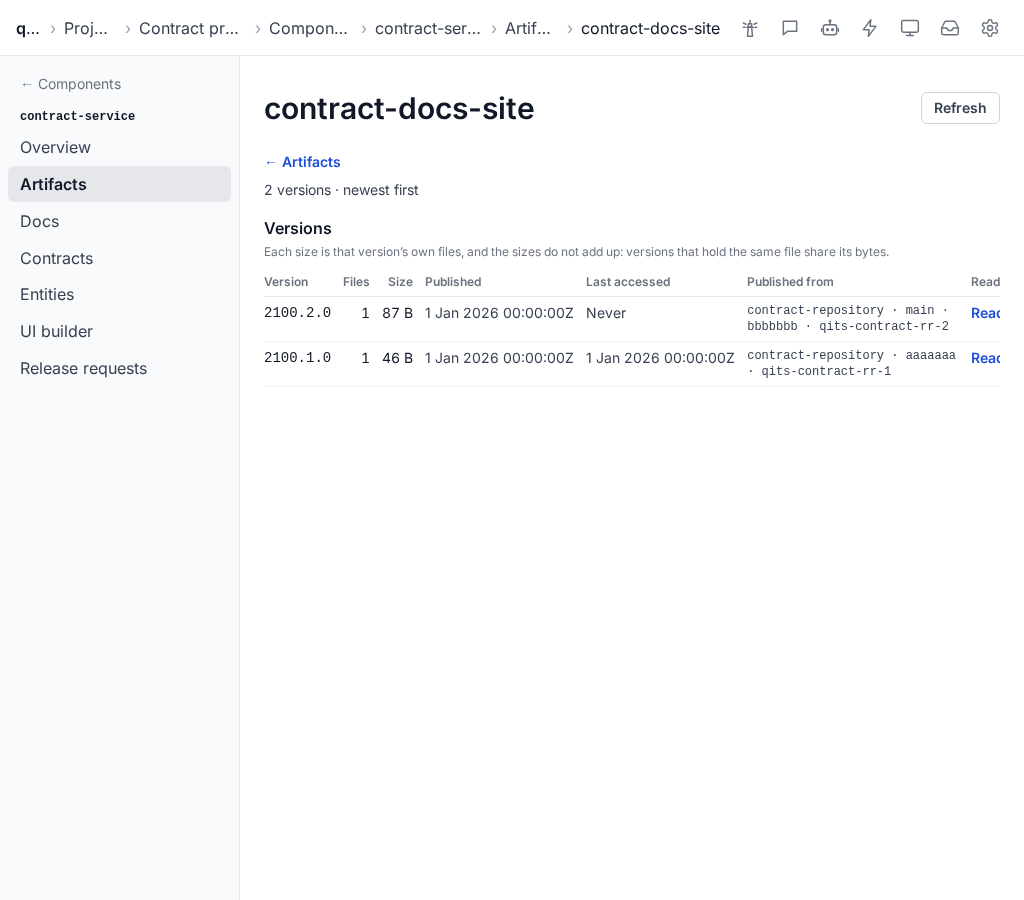 q... › Proj... › Contract pr... › Compon... › contract-ser... › Artif... › contract-docs-site
← Components
contract-service
Overview
Artifacts
Docs
Contracts
Entities
UI builder
Release requests
contract-docs-site
Refresh
← Artifacts
2 versions · newest first
Versions
Each size is that version’s own files, and the sizes do not add up: versions that hold the same file share its bytes.
Version Files Size Published Last accessed Published from Read
2100.2.0 1 87 B 1 Jan 2026 00:00:00Z Never contract-repository · main · bbbbbbb · qits-contract-rr-2 Read
2100.1.0 1 46 B 1 Jan 2026 00:00:00Z 1 Jan 2026 00:00:00Z contract-repository · aaaaaaa · qits-contract-rr-1 Read